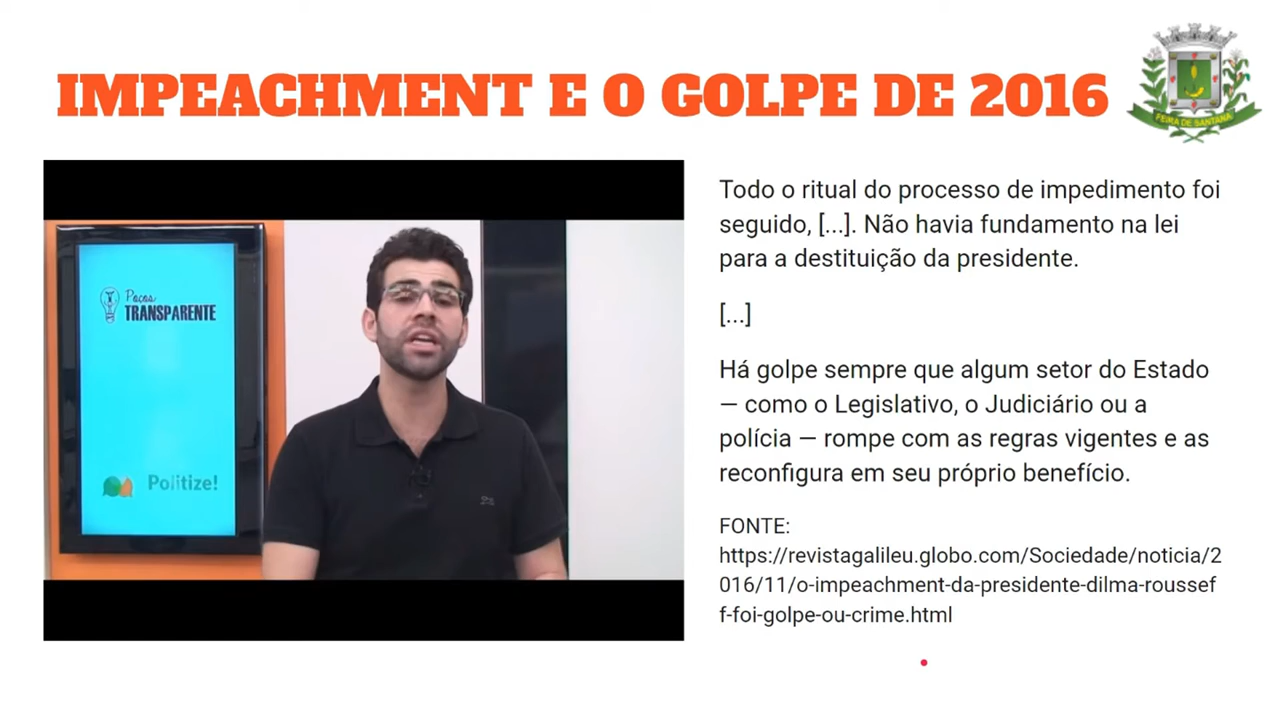 IMPEACHMENT E O GOLPE DE 2016
FEIRA DE SANTANA
Poços
TRANSPARENTE
Politize!
Todo o ritual do processo de impedimento foi
seguido, [...]. Não havia fundamento na lei
para a destituição da presidente.
[...]
Há golpe sempre que algum setor do Estado
— como o Legislativo, o Judiciário ou a
polícia — rompe com as regras vigentes e as
reconfigura em seu próprio benefício.
FONTE:
https://revistagalileu.globo.com/Sociedade/noticia/2
016/11/o-impeachment-da-presidente-dilma-roussef
f-foi-golpe-ou-crime.html